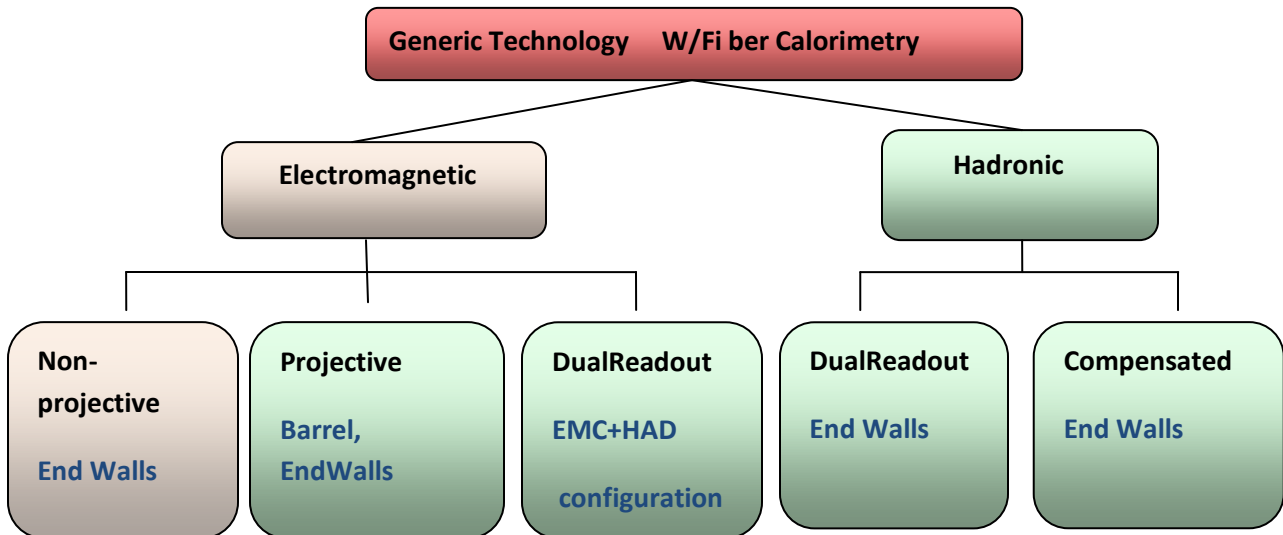 Generic Technology W/Fi ber Calorimetry
Electromagnetic
Hadronic
Non-
projective
End Walls
Projective
Barrel,
EndWalls
DualReadout
EMC+HAD
configuration
DualReadout
End Walls
Compensated
End Walls